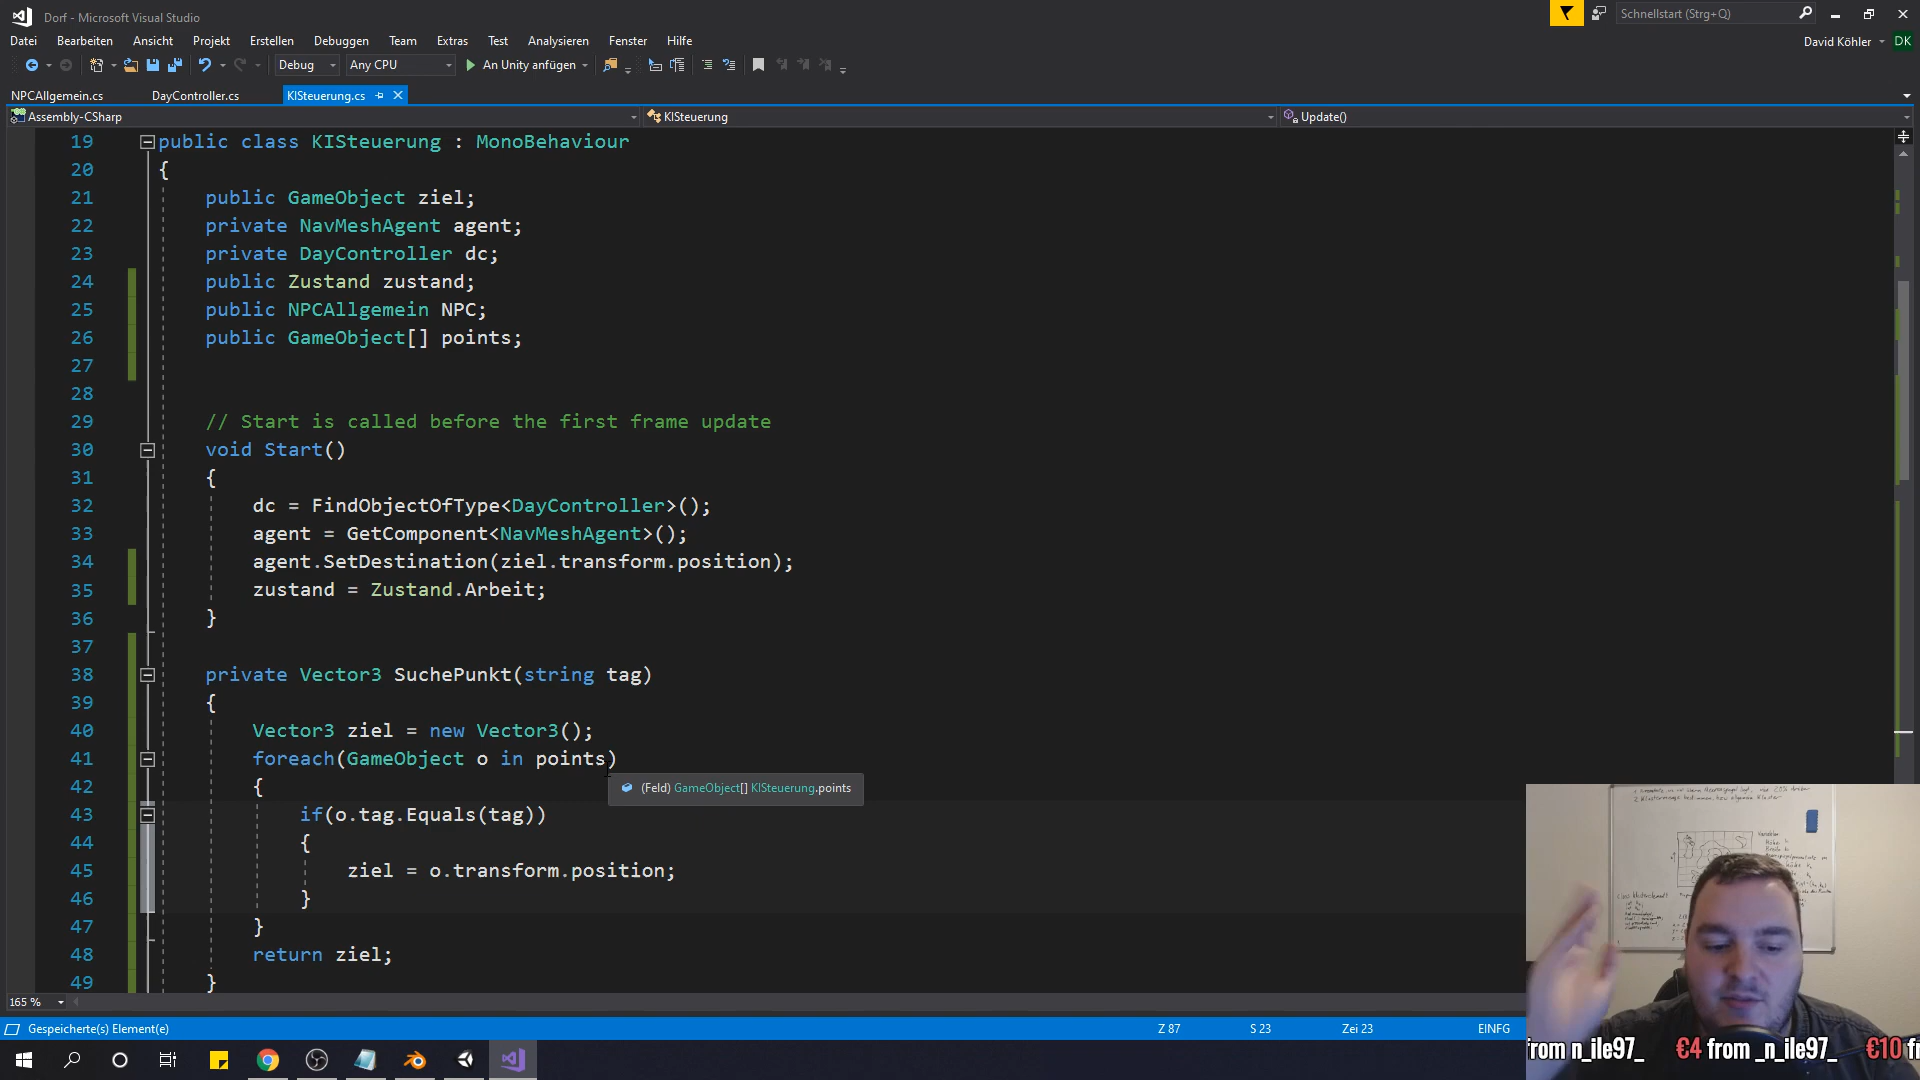 Dorf - Microsoft Visual Studio
Schnellstart (Strg+Q)
Datei Bearbeiten Ansicht Projekt Erstellen Debuggen Team Extras Test Analysieren Fenster Hilfe
David Köhler DK
Debug Any CPU An Unity anfügen
NPCAllgemein.cs DayController.cs KISteuerung.cs
Assembly-CSharp KISteuerung Update()
19 public class KISteuerung : MonoBehaviour
20 {
21 public GameObject ziel;
22 private NavMeshAgent agent;
23 private DayController dc;
24 public Zustand zustand;
25 public NPCAllgemein NPC;
26 public GameObject[] points;
27
28
29 // Start is called before the first frame update
30 void Start()
31 {
32 dc = FindObjectOfType<DayController>();
33 agent = GetComponent<NavMeshAgent>();
34 agent.SetDestination(ziel.transform.position);
35 zustand = Zustand.Arbeit;
36 }
37
38 private Vector3 SuchePunkt(string tag)
39 {
40 Vector3 ziel = new Vector3();
41 foreach(GameObject o in points)
42 {
(Feld) GameObject[] KISteuerung.points
43 if(o.tag.Equals(tag))
44 {
45 ziel = o.transform.position;
46 }
47 }
48 return ziel;
49 }
165 %
Gespeicherte(s) Element(e) Z 87 S 23 Zei 23 EINFG
from n_ile97_ €4 from _n_ile97_ €10 fr